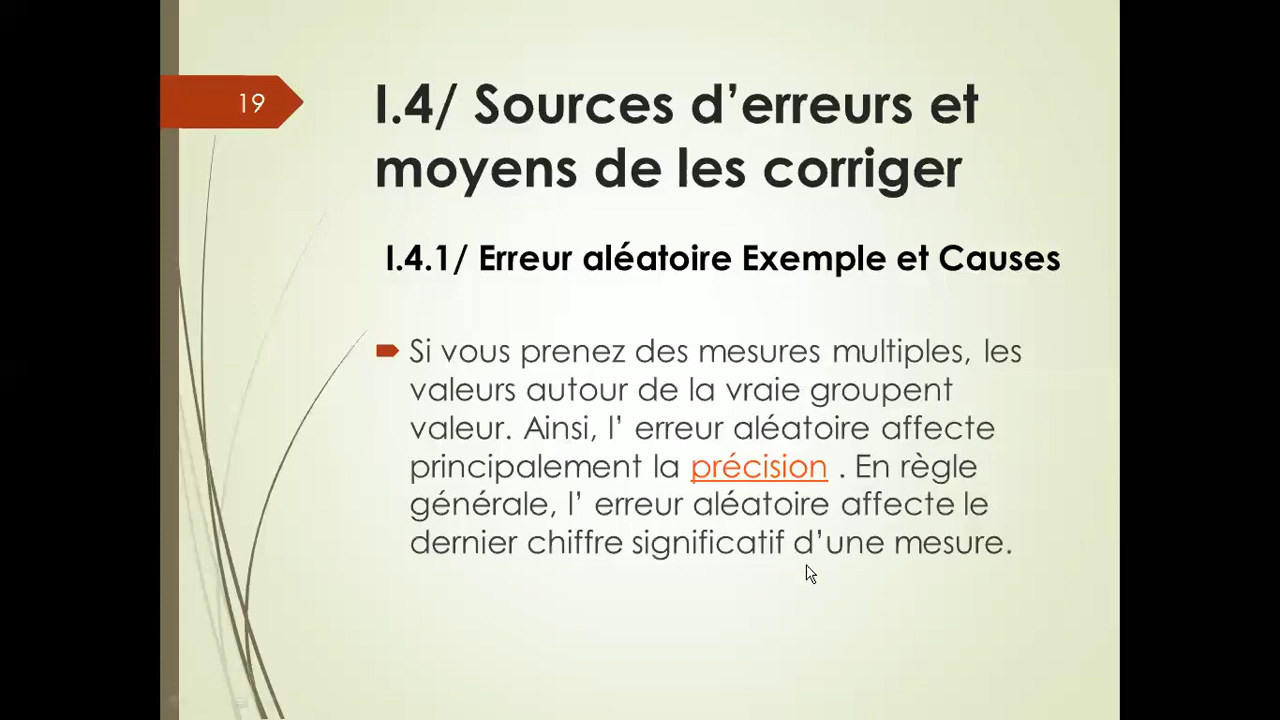 19
I.4/ Sources d’erreurs et
moyens de les corriger
I.4.1/ Erreur aléatoire Exemple et Causes
Si vous prenez des mesures multiples, les
valeurs autour de la vraie groupent
valeur. Ainsi, l’ erreur aléatoire affecte
principalement la précision . En règle
générale, l’ erreur aléatoire affecte le
dernier chiffre significatif d’une mesure.